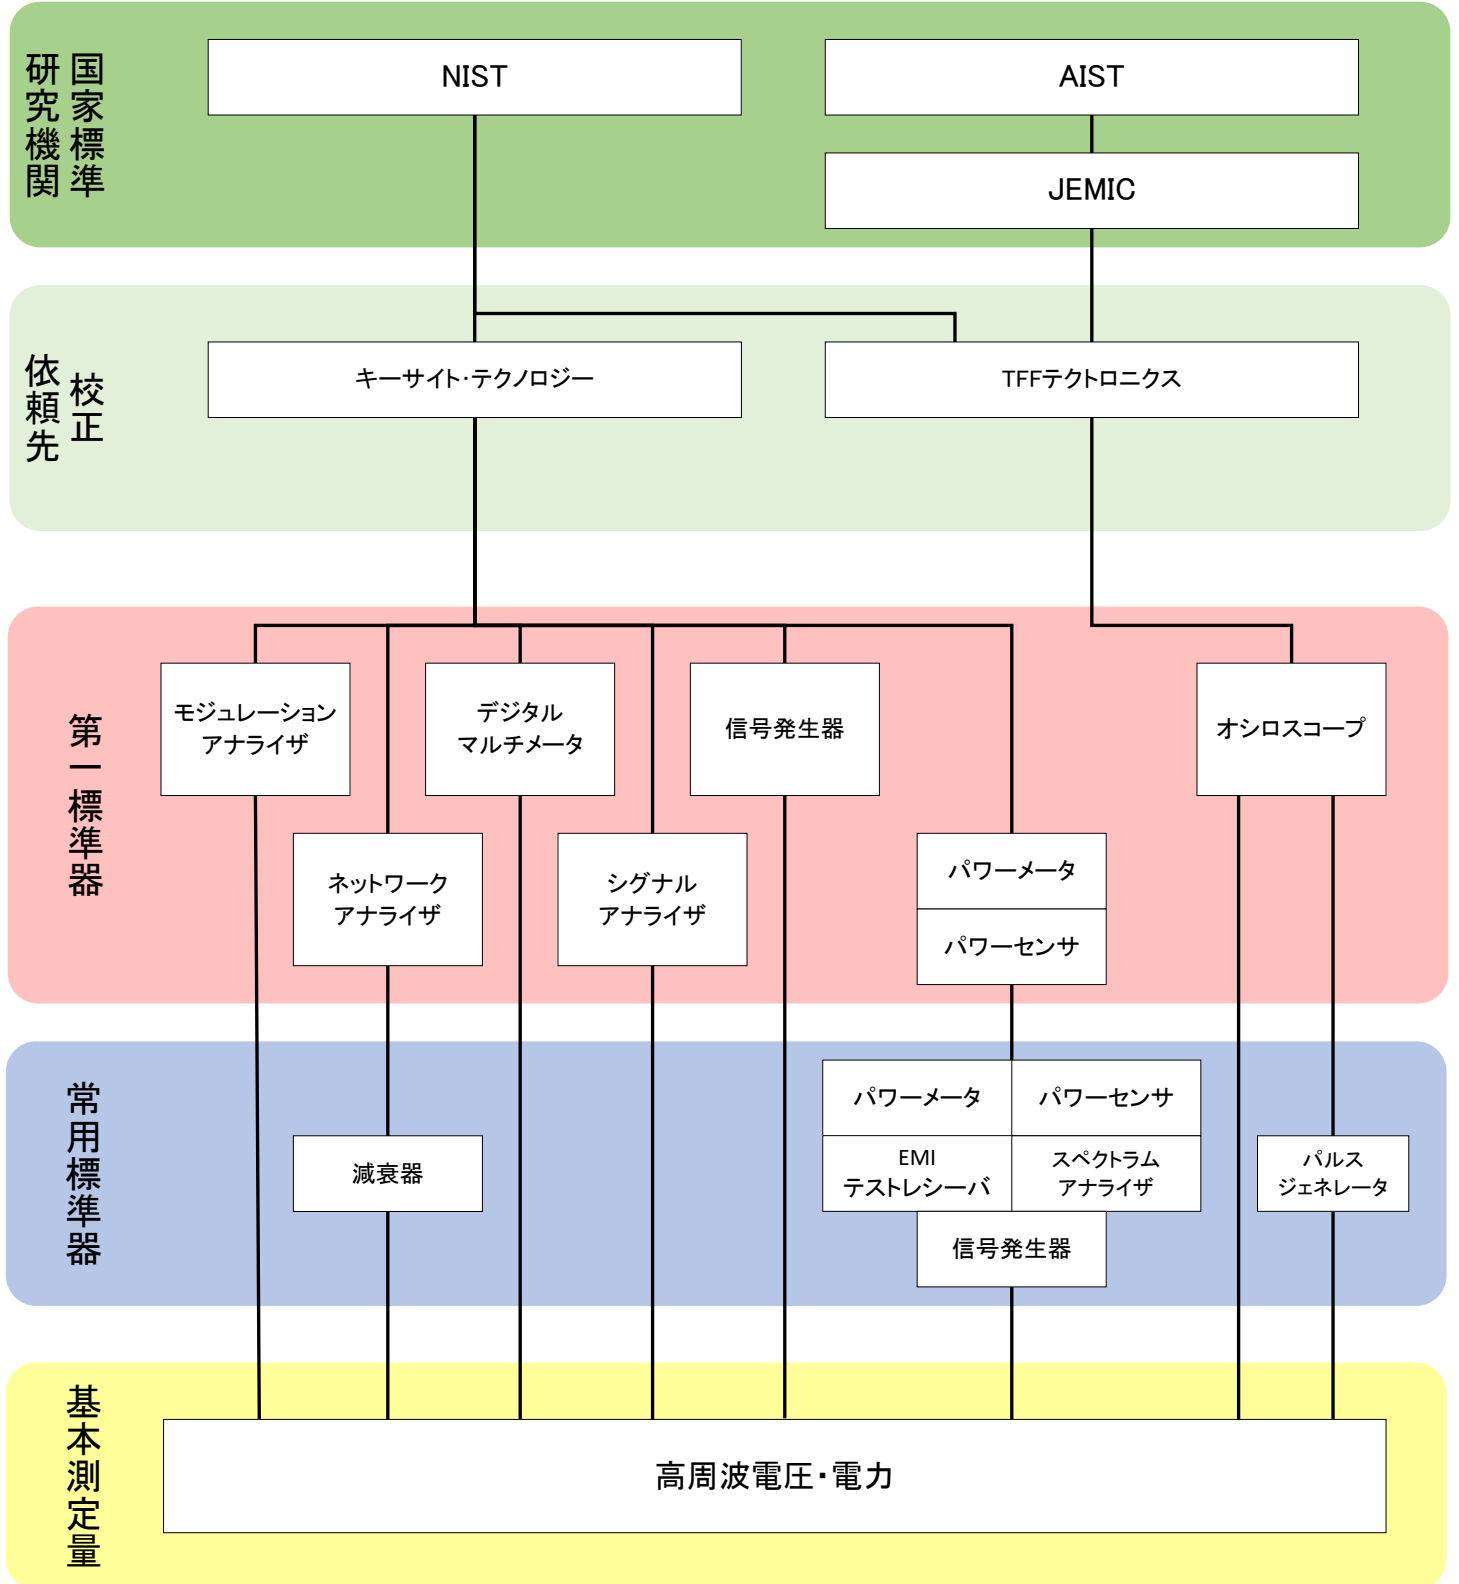 国家標準
研究機関
NIST
AIST
JEMIC
校正
依頼先
キーサイト・テクノロジー
TFFテクトロニクス
第一標準器
モジュレーション
アナライザ
デジタル
マルチメータ
信号発生器
オシロスコープ
ネットワーク
アナライザ
シグナル
アナライザ
パワーメータ
パワーセンサ
常用標準器
パワーメータ
パワーセンサ
減衰器
EMI
テストレシーバ
スペクトラム
アナライザ
パルス
ジェネレータ
信号発生器
基本測定量
高周波電圧・電力